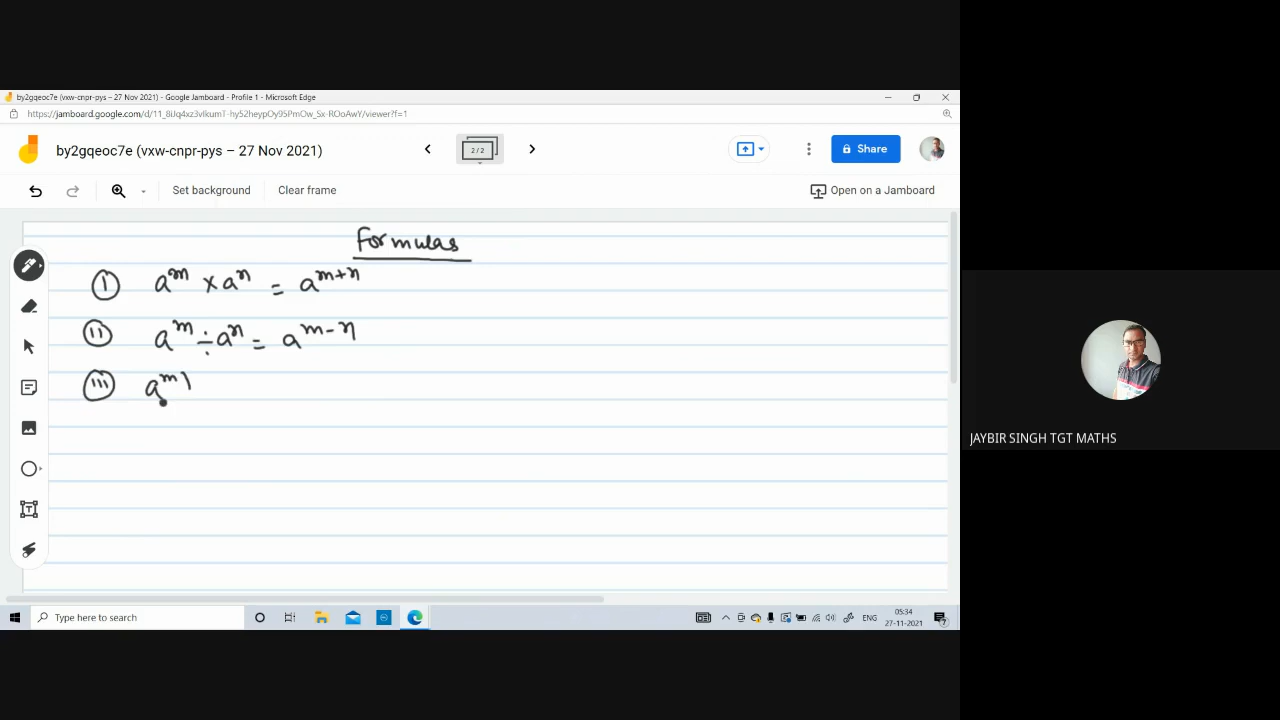 by2gqeoc7e (vxw-cnpr-pys – 27 Nov 2021) - Google Jamboard - Profile 1 - Microsoft Edge
by2gqeoc7e (vxw-cnpr-pys – 27 Nov 2021)
2 / 2
Share
Set background
Clear frame
Open on a Jamboard
Formulas
(i) a^m × a^n = a^(m+n)
(ii) a^m ÷ a^n = a^(m-n)
(iii) a^m)
JAYBIR SINGH TGT MATHS
Type here to search
ENG
05:34
27-11-2021